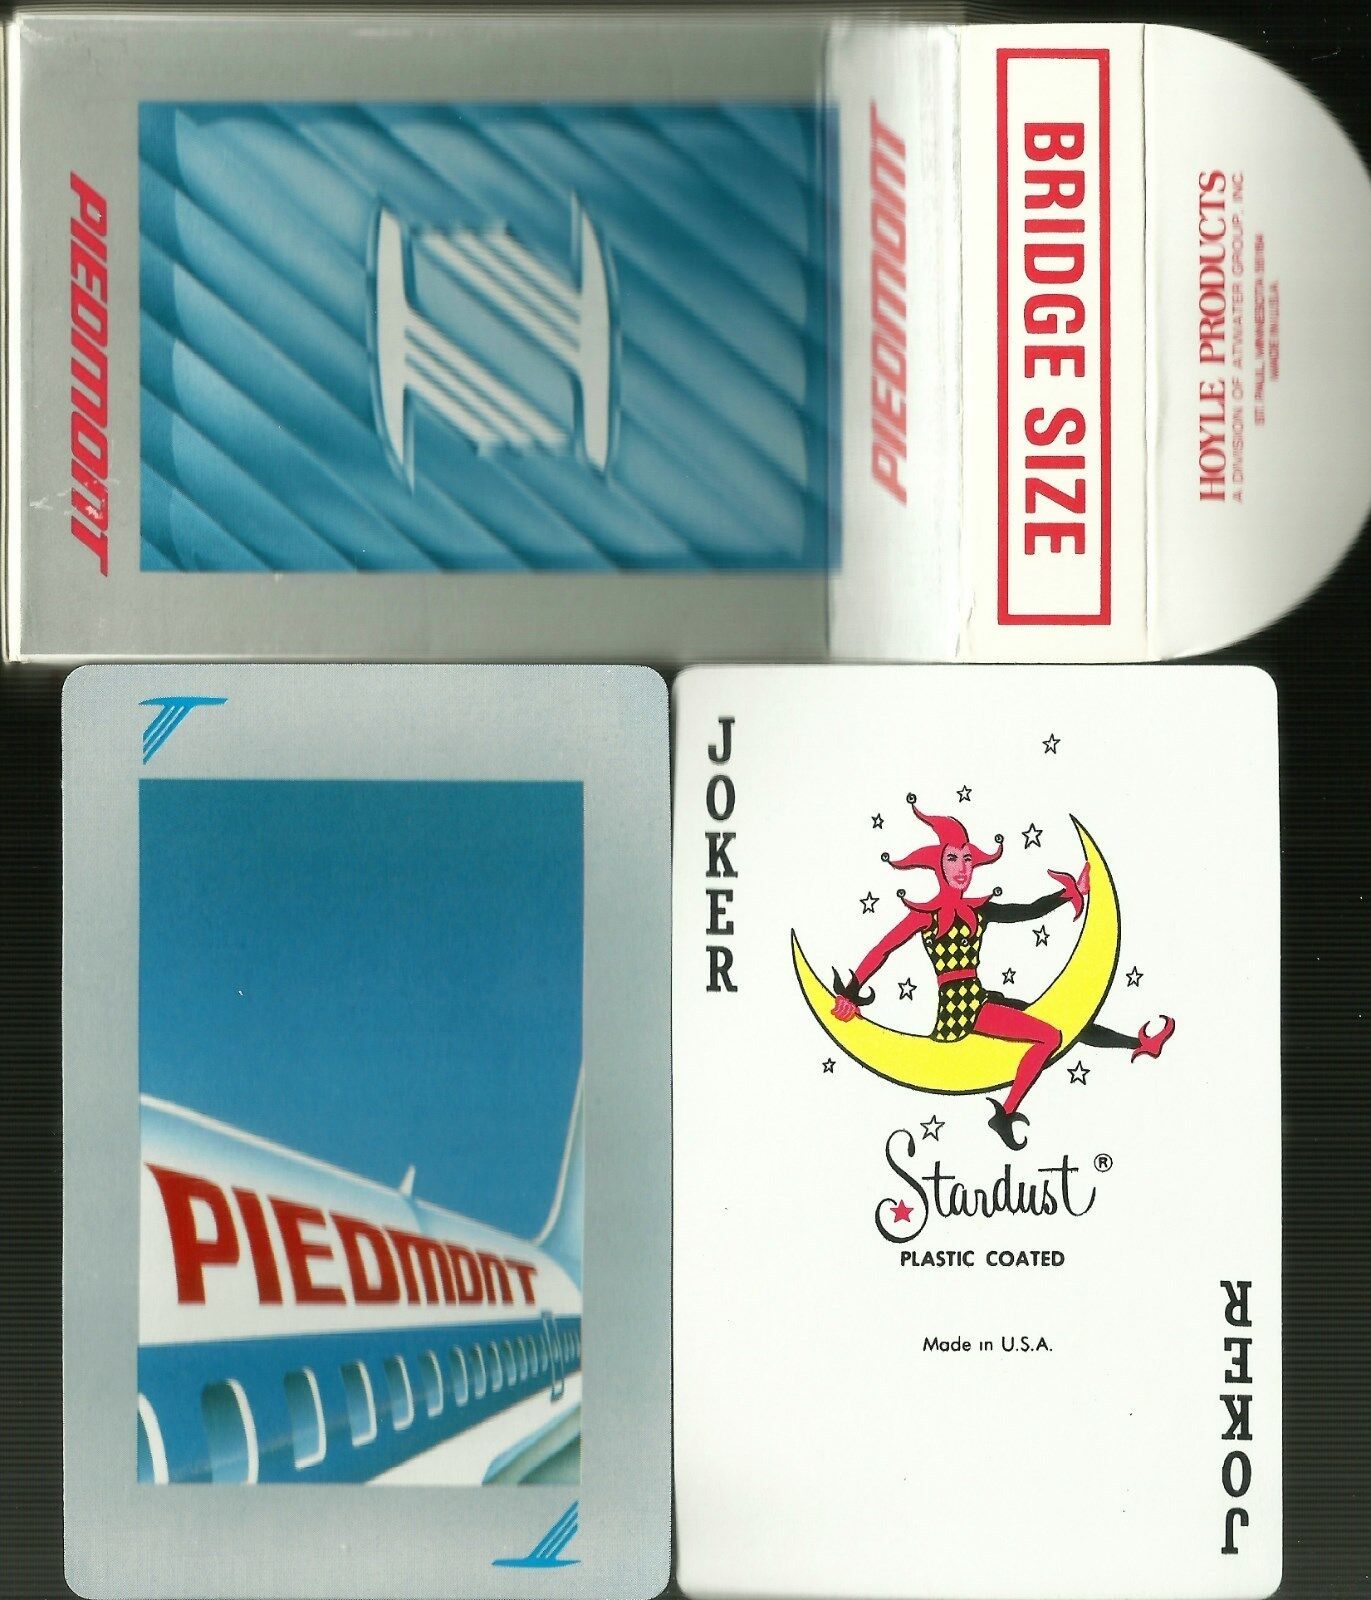 PIEDMONT
PIEDMONT
BRIDGE SIZE
HOYLE PRODUCTS
A DIVISION OF ATWATER GROUP, INC.
ST. PAUL, MINNESOTA
MADE IN U.S.A.
PIEDMONT
JOKER
Stardust®
PLASTIC COATED
Made in U.S.A.
JOKER